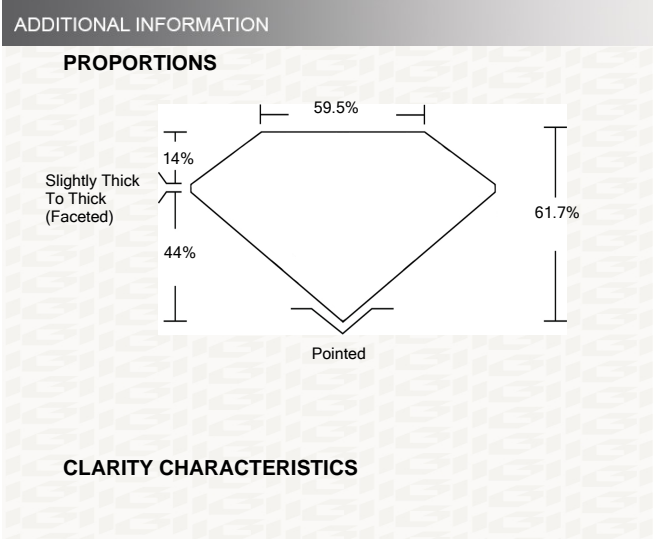 ADDITIONAL INFORMATION
PROPORTIONS
59.5%
14%
Slightly Thick
To Thick
(Faceted)
61.7%
44%
Pointed
CLARITY CHARACTERISTICS